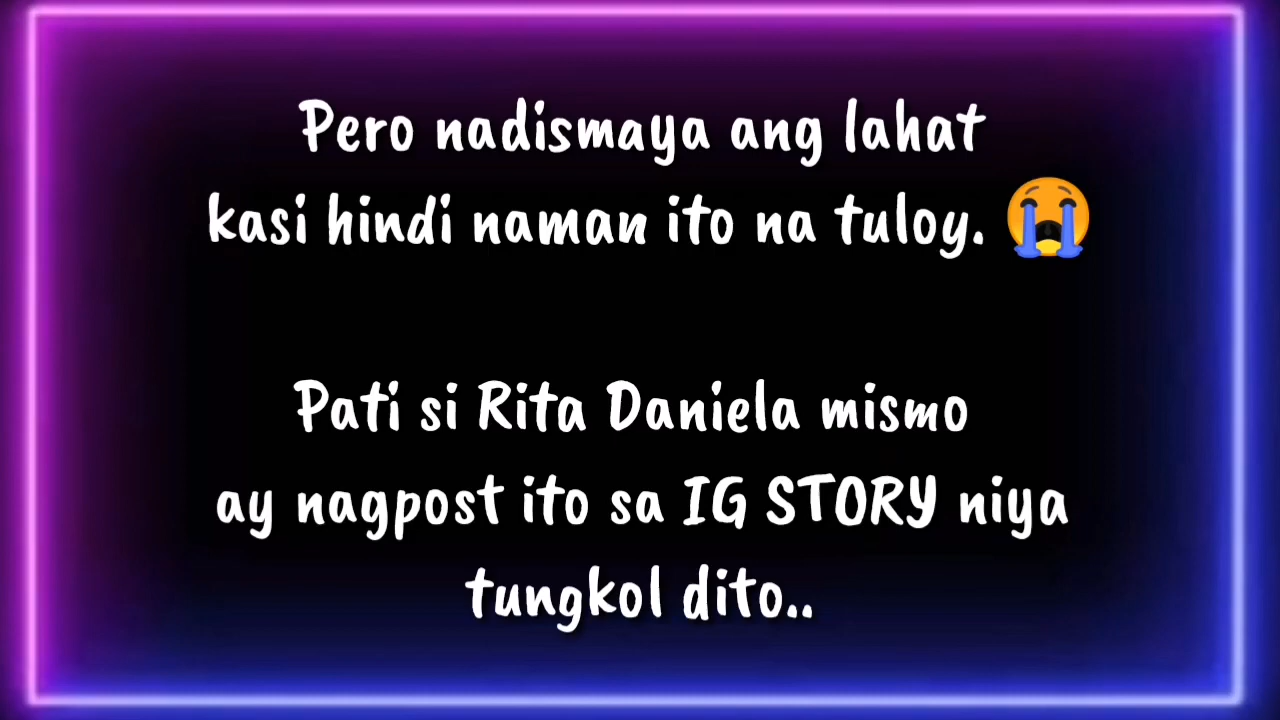 Pero nadismaya ang lahat
kasi hindi naman ito na tuloy. 😭
Pati si Rita Daniela mismo
ay nagpost ito sa IG STORY niya
tungkol dito..